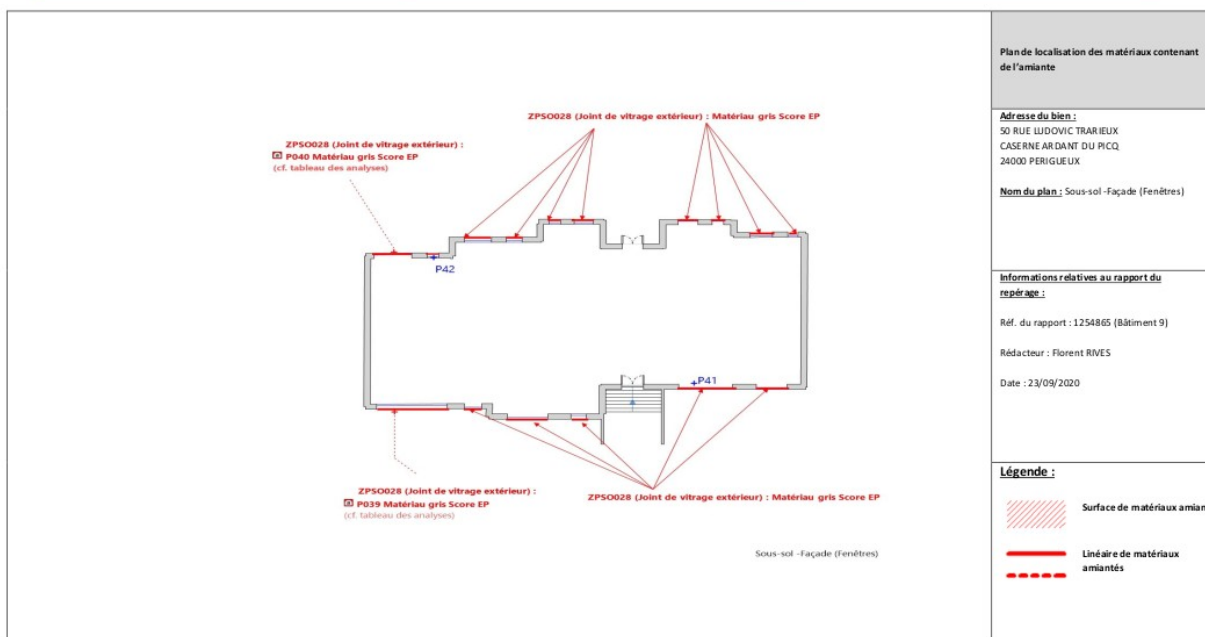 ZPSO028 (Joint de vitrage extérieur) : Matériau gris Score EP
ZPSO028 (Joint de vitrage extérieur) :
P040 Matériau gris Score EP
(cf. tableau des analyses)
P42
P41
ZPSO028 (Joint de vitrage extérieur) :
P039 Matériau gris Score EP
(cf. tableau des analyses)
ZPSO028 (Joint de vitrage extérieur) : Matériau gris Score EP
Sous-sol -Façade (Fenêtres)
Plan de localisation des matériaux contenant
de l'amiante
Adresse du bien :
50 RUE LUDOVIC TRARIEUX
CASERNE ARDANT DU PICQ
24000 PERIGUEUX
Nom du plan : Sous-sol -Façade (Fenêtres)
Informations relatives au rapport du
repérage :
Réf. du rapport : 1254865 (Bâtiment 9)
Rédacteur : Florent RIVES
Date : 23/09/2020
Légende :
Surface de matériaux amian
Linéaire de matériaux
amiantés